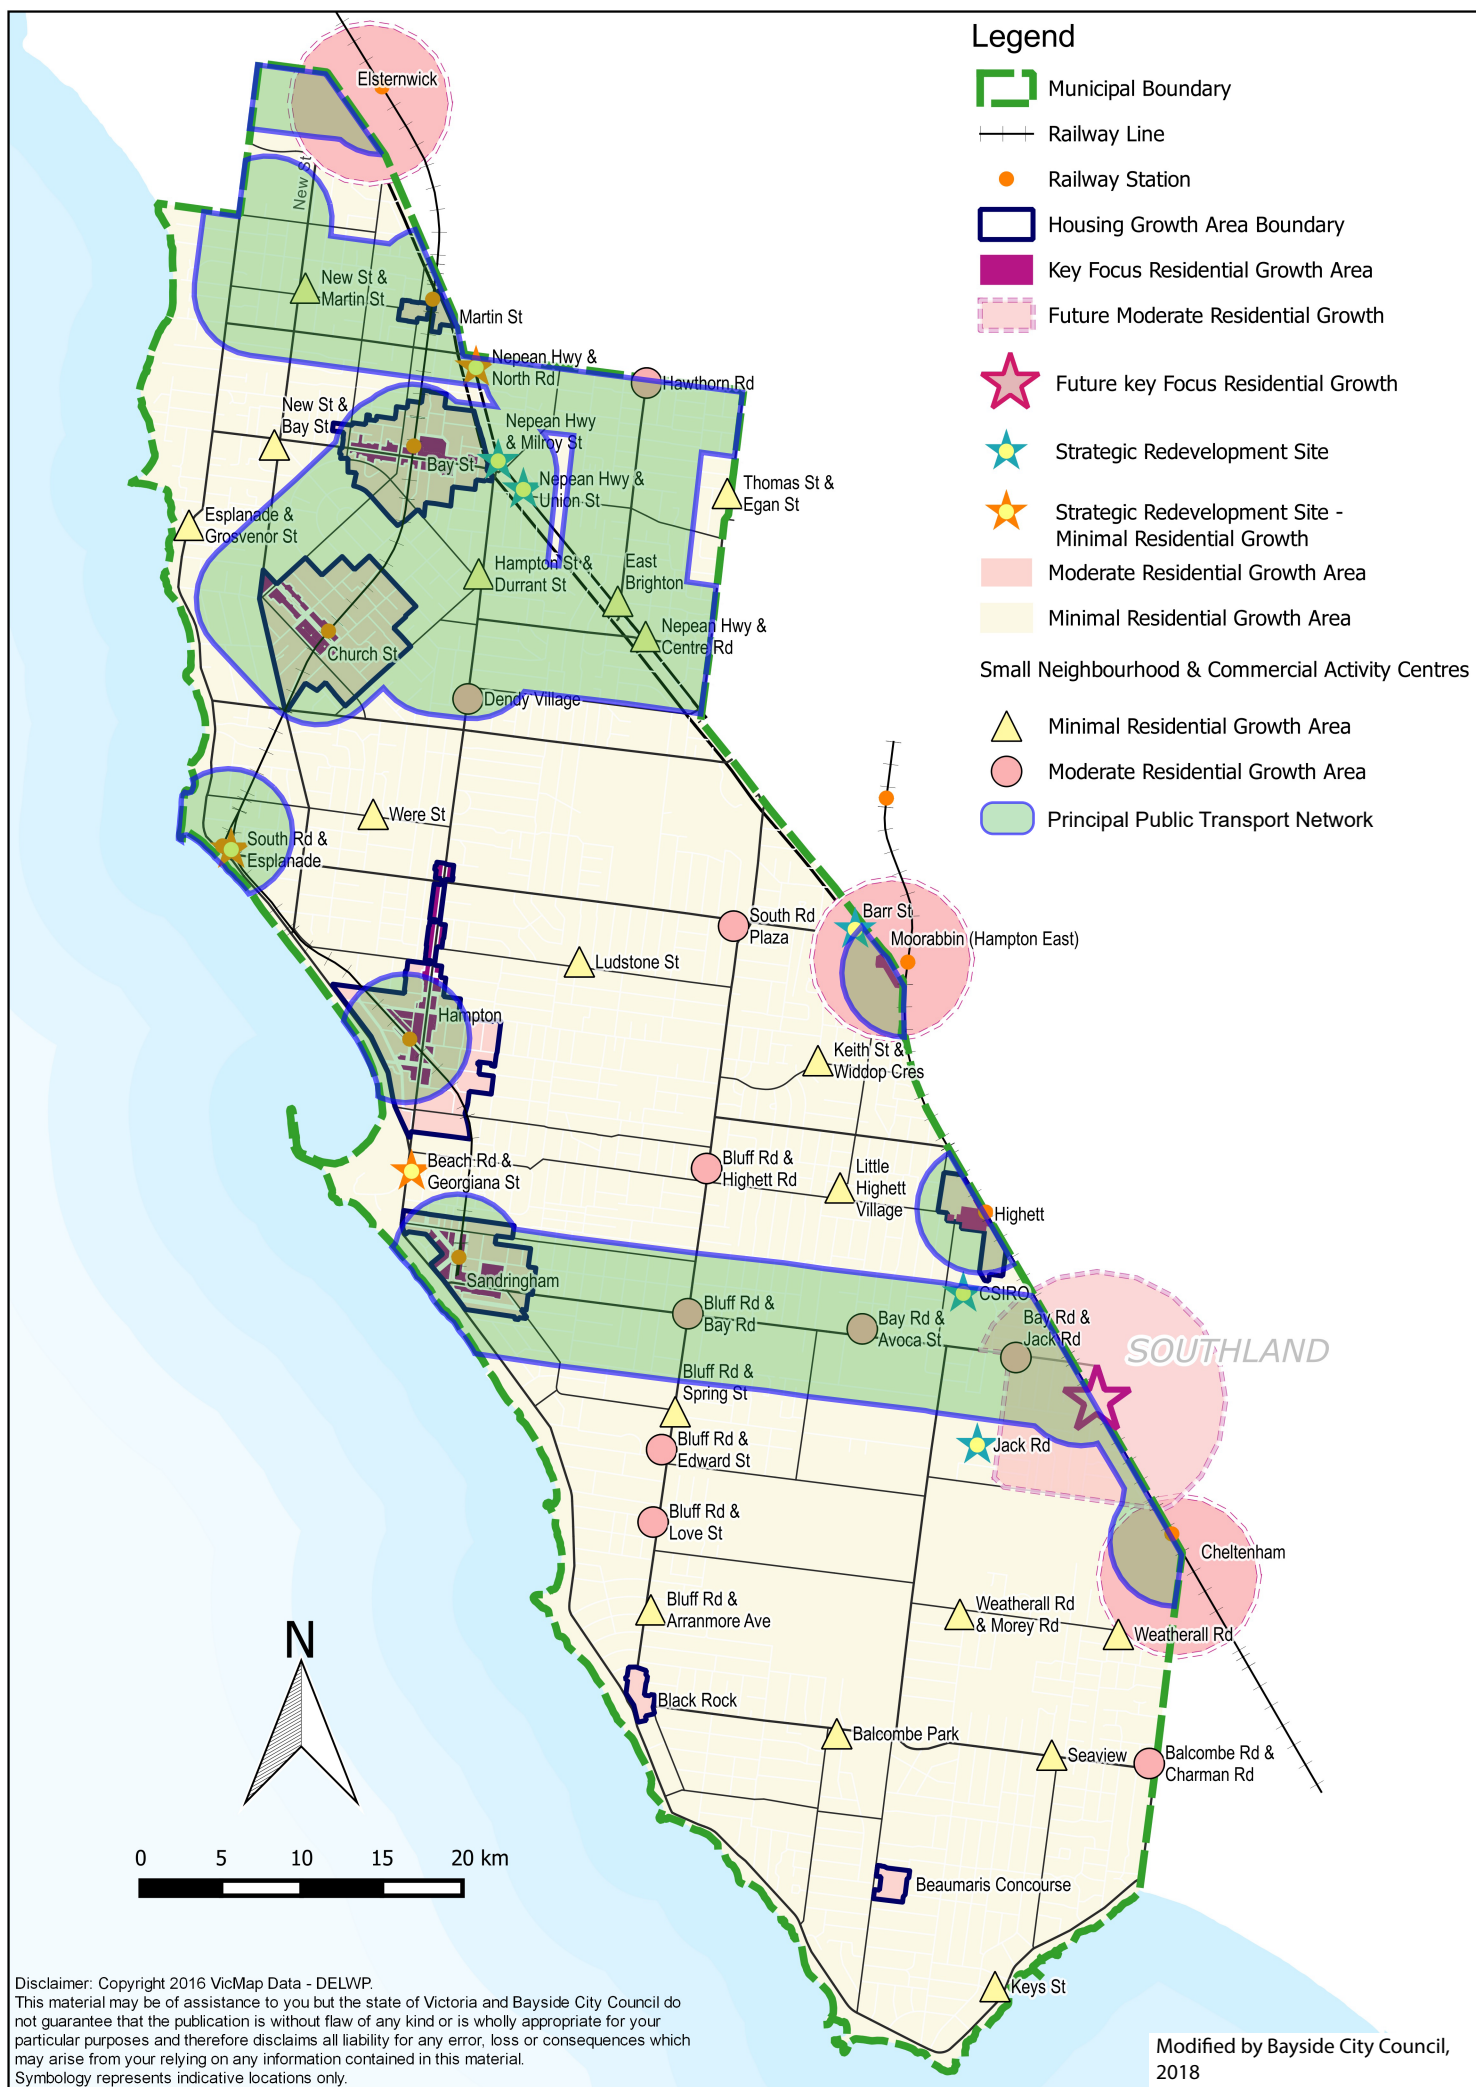 Legend
Municipal Boundary
Railway Line
Railway Station
Housing Growth Area Boundary
Key Focus Residential Growth Area
Future Moderate Residential Growth
Future key Focus Residential Growth
Strategic Redevelopment Site
Strategic Redevelopment Site -
Minimal Residential Growth
Moderate Residential Growth Area
Minimal Residential Growth Area
Small Neighbourhood & Commercial Activity Centres
Minimal Residential Growth Area
Moderate Residential Growth Area
Principal Public Transport Network
Elsternwick
New St
New St &
Martin St
Martin St
Nepean Hwy &
North Rd
Hawthorn Rd
New St &
Bay St
Bay St
Nepean Hwy
& Milroy St
Nepean Hwy &
Union St
Thomas St &
Egan St
Esplanade &
Grosvenor St
Hampton St &
Durrant St
East
Brighton
Nepean Hwy &
Centre Rd
Church St
Dendy Village
Were St
South Rd &
Esplanade
South Rd
Plaza
Barr St
Moorabbin (Hampton East)
Ludstone St
Hampton
Keith St &
Widdop Cres
Beach Rd &
Georgiana St
Bluff Rd &
Highett Rd
Little
Highett
Village
Highett
Sandringham
CSIRO
Bluff Rd &
Bay Rd
Bay Rd &
Avoca St
Bay Rd &
Jack Rd
SOUTHLAND
Bluff Rd &
Spring St
Bluff Rd &
Edward St
Jack Rd
Bluff Rd &
Love St
Cheltenham
Bluff Rd &
Arranmore Ave
Weatherall Rd
& Morey Rd
Weatherall Rd
Black Rock
Balcombe Park
Seaview
Balcombe Rd &
Charman Rd
Beaumaris Concourse
Keys St
N
0 5 10 15 20 km
Disclaimer: Copyright 2016 VicMap Data - DELWP.
This material may be of assistance to you but the state of Victoria and Bayside City Council do
not guarantee that the publication is without flaw of any kind or is wholly appropriate for your
particular purposes and therefore disclaims all liability for any error, loss or consequences which
may arise from your relying on any information contained in this material.
Symbology represents indicative locations only.
Modified by Bayside City Council,
2018